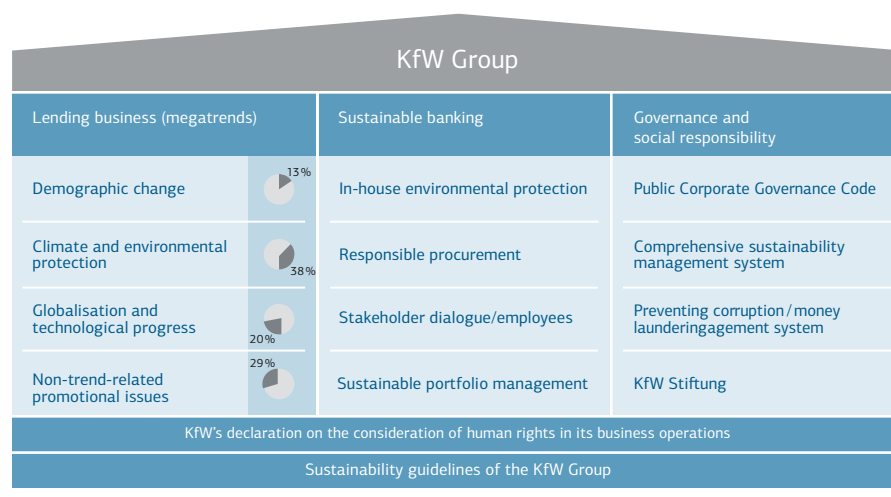 KfW Group
Lending business (megatrends)
Sustainable banking
Governance and
social responsibility
Demographic change
13%
In-house environmental protection
Public Corporate Governance Code
Climate and environmental
protection
38%
Responsible procurement
Comprehensive sustainability
management system
Globalisation and
technological progress
20%
Stakeholder dialogue/employees
Preventing corruption/money
launderingagement system
Non-trend-related
promotional issues
29%
Sustainable portfolio management
KfW Stiftung
KfW's declaration on the consideration of human rights in its business operations
Sustainability guidelines of the KfW Group